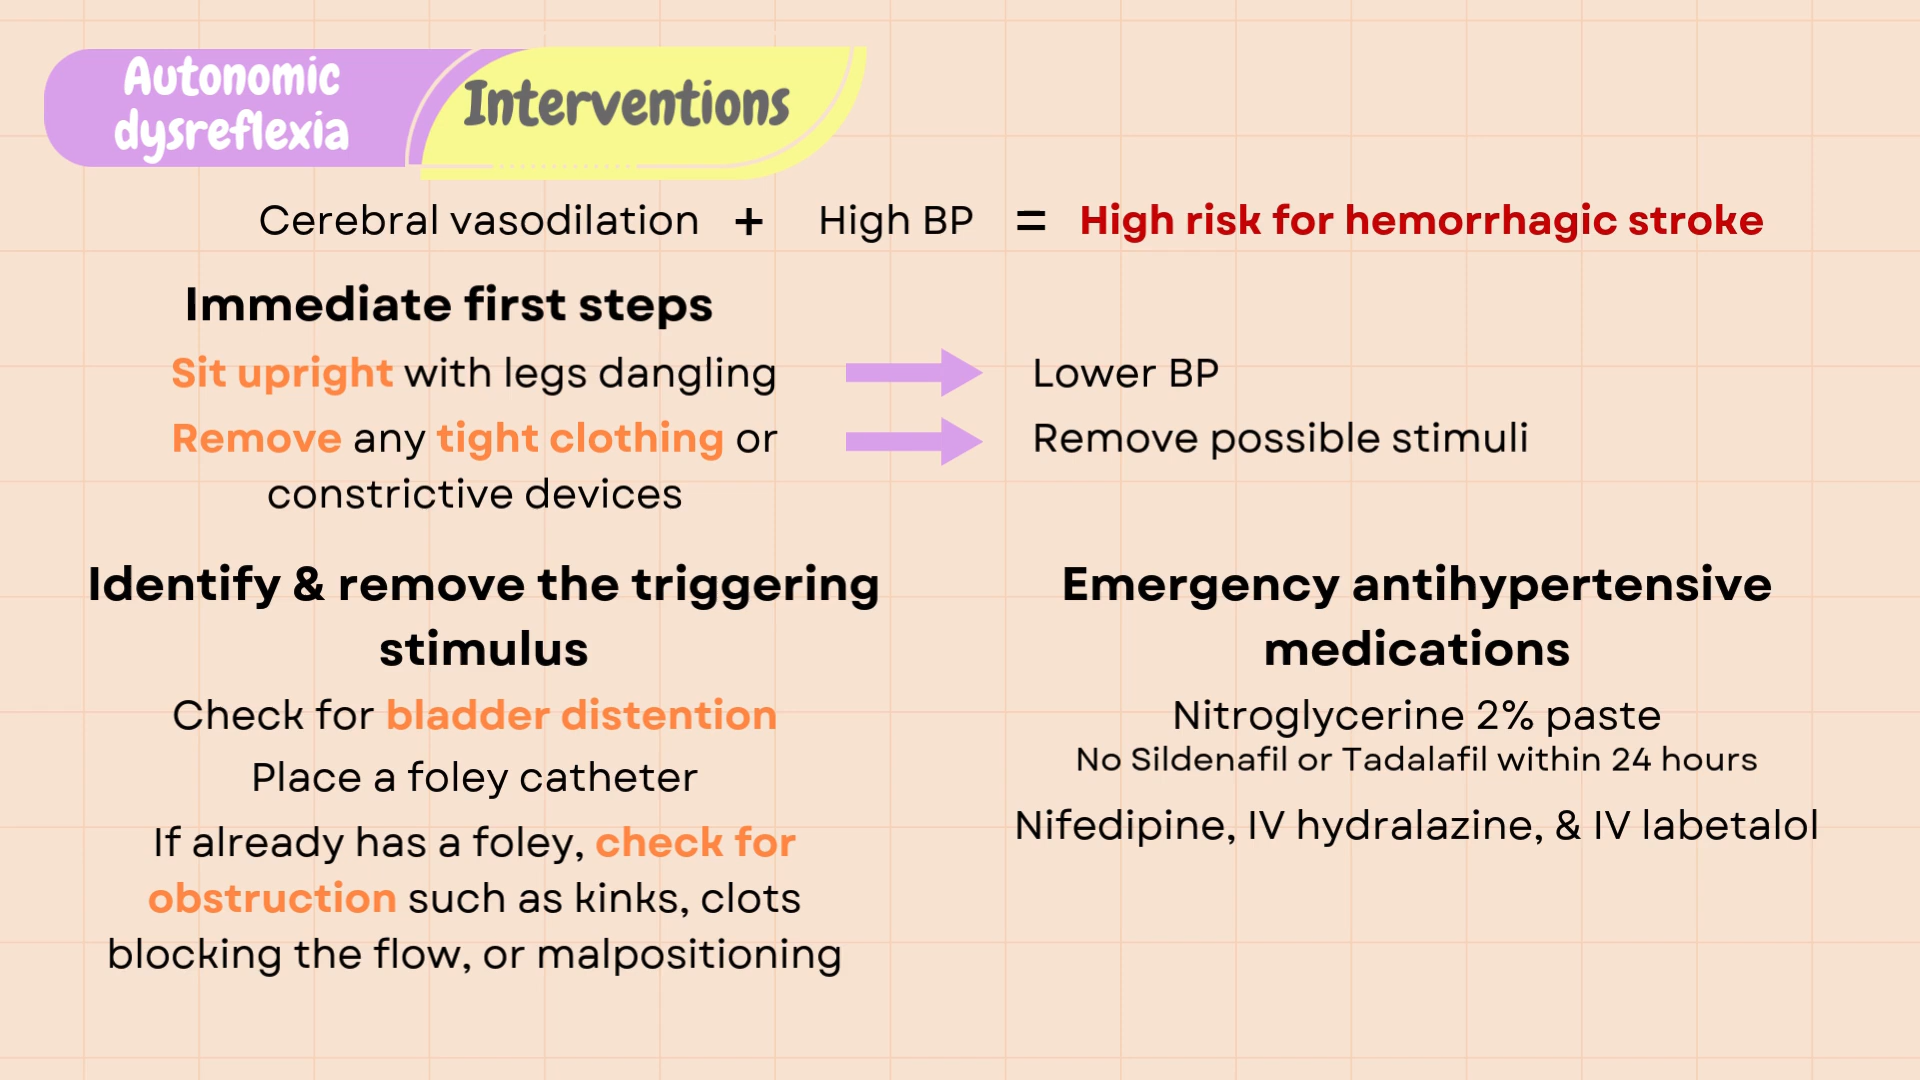 Autonomic
dysreflexia
Interventions
Cerebral vasodilation + High BP = High risk for hemorrhagic stroke
Immediate first steps
Sit upright with legs dangling
Lower BP
Remove any tight clothing or
constrictive devices
Remove possible stimuli
Identify & remove the triggering
stimulus
Check for bladder distention
Place a foley catheter
If already has a foley, check for
obstruction such as kinks, clots
blocking the flow, or malpositioning
Emergency antihypertensive
medications
Nitroglycerine 2% paste
No Sildenafil or Tadalafil within 24 hours
Nifedipine, IV hydralazine, & IV labetalol